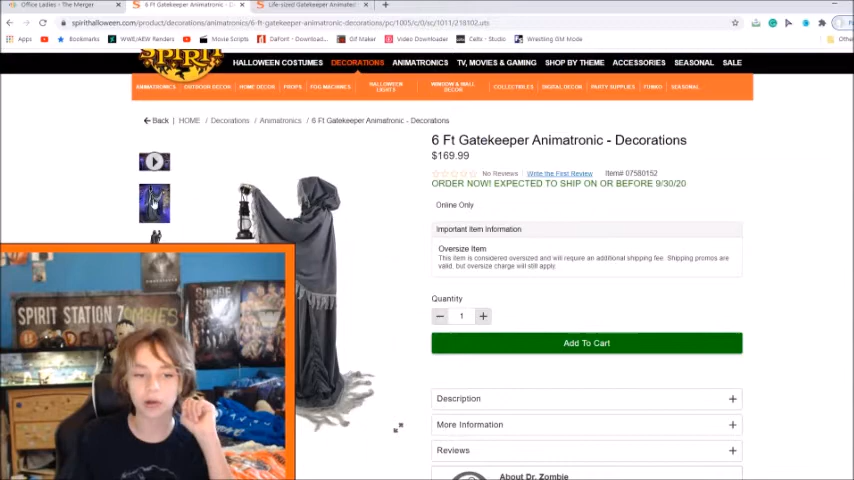 Office Ladies - The Merger
6 Ft Gatekeeper Animatronic - D
Life-sized Gatekeeper Animated
spirithalloween.com/product/decorations/animatronics/6-ft-gatekeeper-animatronic-decorations/pc/1005/c/0/sc/1011/218102.uts
Apps
Bookmarks
WWE/AEW Renders
Movie Scripts
DaFont - Download...
Gif Maker
Video Downloader
Celtx - Studio
Wrestling GM Mode
SPIRIT
HALLOWEEN COSTUMES
DECORATIONS
ANIMATRONICS
TV, MOVIES & GAMING
SHOP BY THEME
ACCESSORIES
SEASONAL
SALE
ANIMATRONICS
OUTDOOR DECOR
HOME DECOR
PROPS
FOG MACHINES
HALLOWEEN LIGHTS
WINDOW & WALL DECOR
COLLECTIBLES
DIGITAL DECOR
PARTY SUPPLIES
FUNKO
SEASONAL
Back | HOME / Decorations / Animatronics / 6 Ft Gatekeeper Animatronic - Decorations
6 Ft Gatekeeper Animatronic - Decorations
$169.99
No Reviews Write the First Review Item# 07580152
ORDER NOW! EXPECTED TO SHIP ON OR BEFORE 9/30/20
Online Only
Important Item Information
Oversize Item
This item is considered oversized and will require an additional shipping fee. Shipping promos are
valid, but oversize charge will still apply.
Quantity
1
Add To Cart
Description
More Information
Reviews
About Dr. Zombie
SPIRIT STATION ZOMBIES
DEAD
SUICIDE